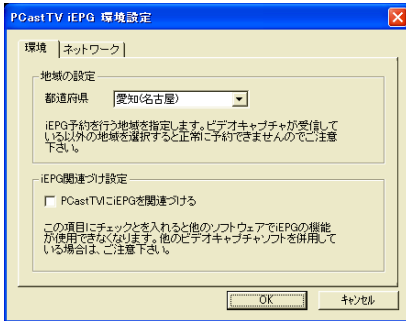 PCastTV iEPG 環境設定
環境 ネットワーク
地域の設定
都道府県 愛知(名古屋)
iEPG予約を行う地域を指定します。ビデオキャプチャが受信して
いる以外の地域を選択すると正常に予約できませんのでご注意
下さい。
iEPG関連づけ設定
PCastTVにiEPGを関連づける
この項目にチェックとを入れると他のソフトウェアでiEPGの機能
が使用できなくなります。他のビデオキャプチャソフトを併用して
いる場合は、ご注意下さい。
OK キャンセル